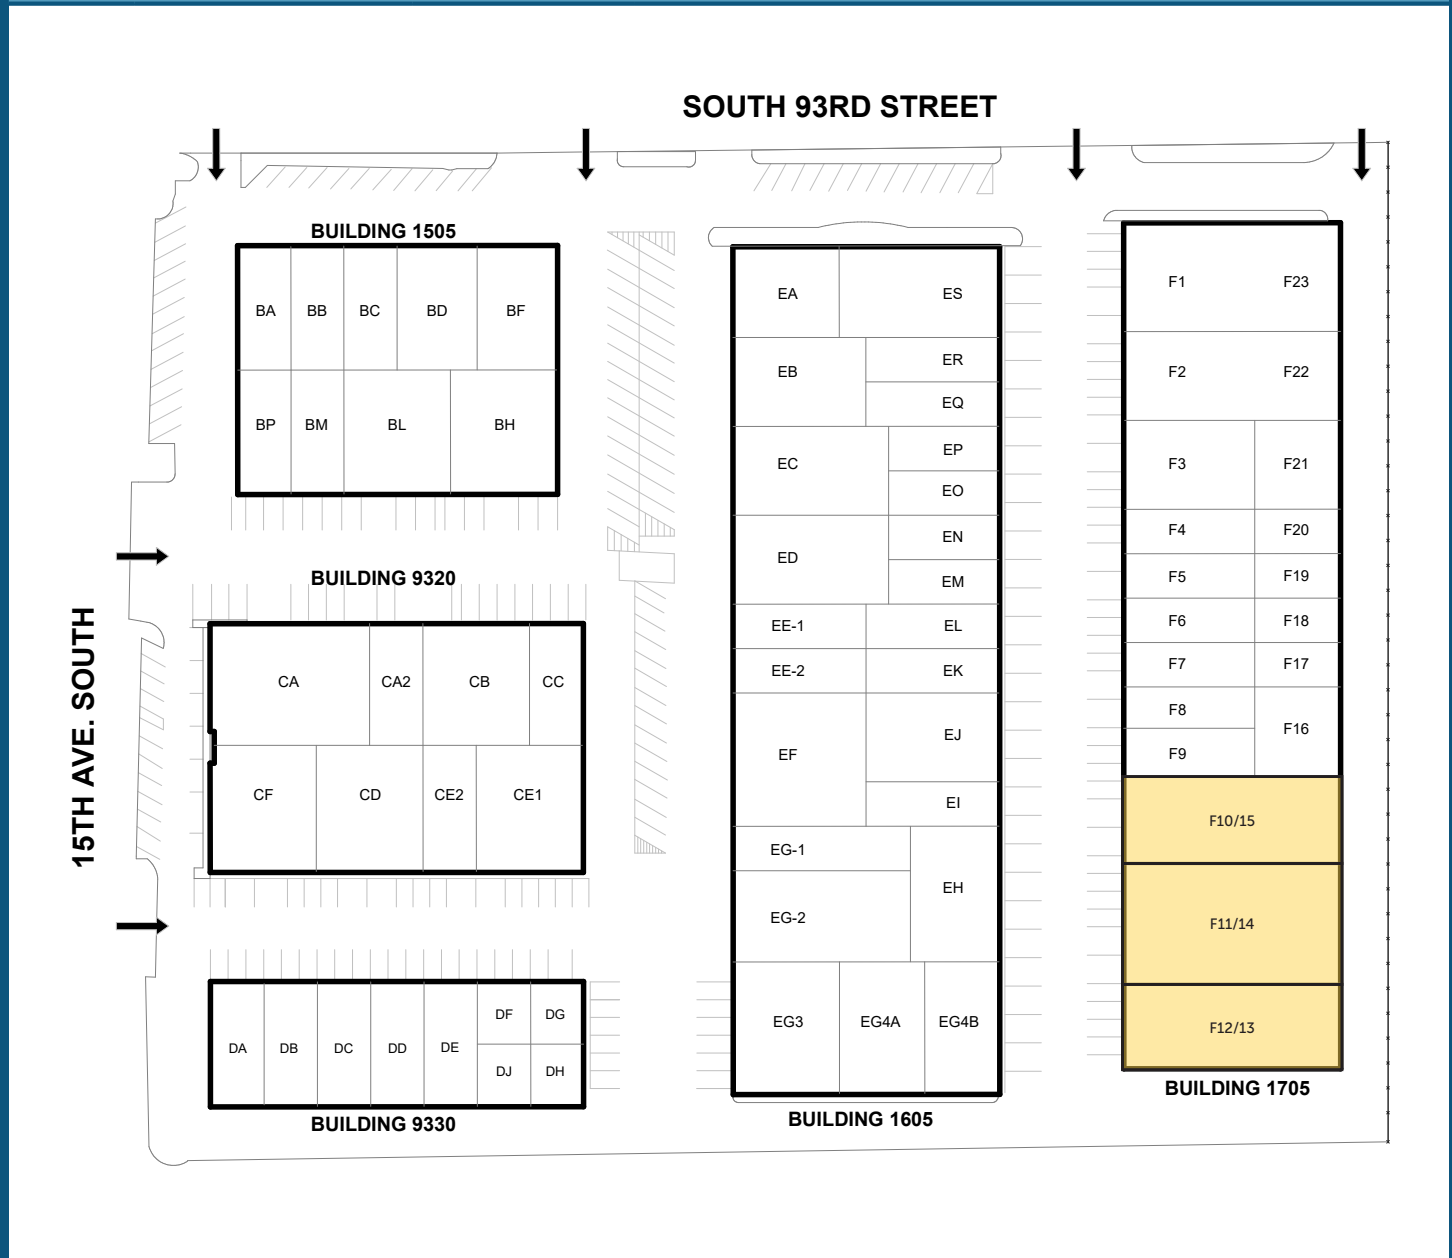 SOUTH 93RD STREET
BUILDING 1505
BA BB BC BD BF
BP BM BL BH
BUILDING 9320
CA CA2 CB CC
CF CD CE2 CE1
15TH AVE. SOUTH
DA DB DC DD DE DF DG
DJ DH
BUILDING 9330
EA ES
EB ER
EQ
EC EP
EO
ED EN
EM
EE-1 EL
EE-2 EK
EF EJ
EI
EG-1
EG-2 EH
EG3 EG4A EG4B
BUILDING 1605
F1 F23
F2 F22
F3 F21
F4 F20
F5 F19
F6 F18
F7 F17
F8
F9 F16
F10/15
F11/14
F12/13
BUILDING 1705